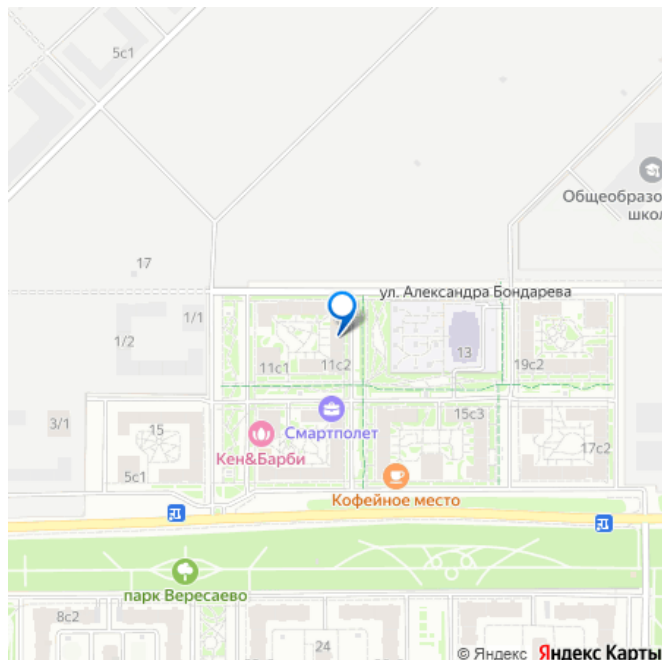 5с1
Общеобразо
школ
17
ул. Александра Бондарева
1/1
1/2
13
11с1
11с2
19с2
3/1
15
Смартполет
15с3
Кен&Барби
17с2
5с1
Кофейное место
парк Вересаево
8с2
24
© Яндекс Яндекс Карты